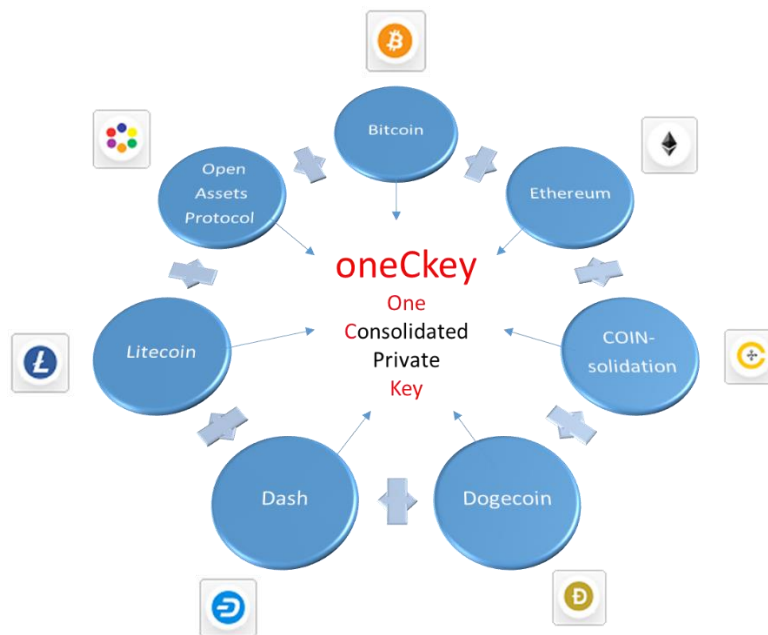 Bitcoin
Open
Assets
Protocol
Ethereum
oneCkey
One
Consolidated
Private
Key
Litecoin
COIN-
solidation
Dash
Dogecoin